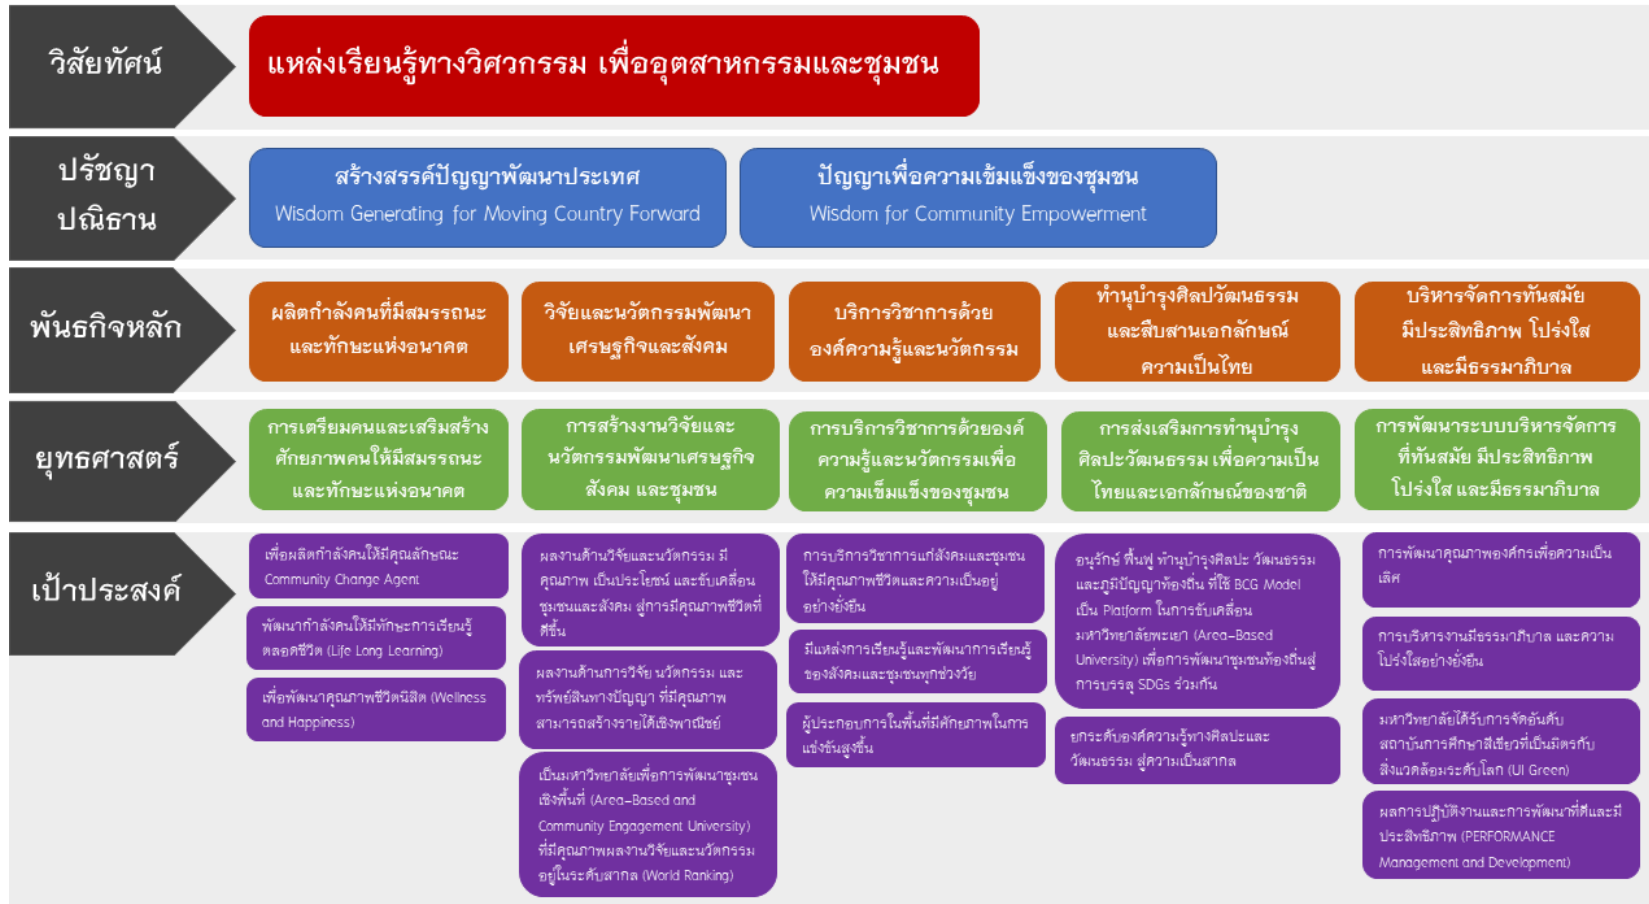 วิสัยทัศน์
แหล่งเรียนรู้ทางวิศวกรรม เพื่ออุตสาหกรรมและชุมชน
ปรัชญา
ปณิธาน
สร้างสรรค์ปัญญาพัฒนาประเทศ
Wisdom Generating for Moving Country Forward
ปัญญาเพื่อความเข้มแข็งของชุมชน
Wisdom for Community Empowerment
พันธกิจหลัก
ผลิตกำลังคนที่มีสมรรถนะ
และทักษะแห่งอนาคต
วิจัยและนวัตกรรมพัฒนา
เศรษฐกิจและสังคม
บริการวิชาการด้วย
องค์ความรู้และนวัตกรรม
ทำนุบำรุงศิลปวัฒนธรรม
และสืบสานเอกลักษณ์
ความเป็นไทย
บริหารจัดการทันสมัย
มีประสิทธิภาพ โปร่งใส
และมีธรรมาภิบาล
ยุทธศาสตร์
การเตรียมคนและเสริมสร้าง
ศักยภาพคนให้มีสมรรถนะ
และทักษะแห่งอนาคต
การสร้างงานวิจัยและ
นวัตกรรมพัฒนาเศรษฐกิจ
สังคม และชุมชน
การบริการวิชาการด้วยองค์
ความรู้และนวัตกรรมเพื่อ
ความเข็มแข็งของชุมชน
การส่งเสริมการทำนุบำรุง
ศิลปะวัฒนธรรม เพื่อความเป็น
ไทยและเอกลักษณ์ของชาติ
การพัฒนาระบบบริหารจัดการ
ที่ทันสมัย มีประสิทธิภาพ
โปร่งใส และมีธรรมาภิบาล
เป้าประสงค์
เพื่อผลิตกำลังคนให้มีคุณลักษณะ
Community Change Agent
พัฒนากำลังคนให้มีทักษะการเรียนรู้
ตลอดชีวิต (Life Long Learning)
เพื่อพัฒนาคุณภาพชีวิตนิสิต (Wellness
and Happiness)
ผลงานด้านวิจัยและนวัตกรรม มี
คุณภาพ เป็นประโยชน์ และขับเคลื่อน
ชุมชนและสังคม สู่การมีคุณภาพชีวิตที่
ดีขึ้น
ผลงานด้านการวิจัย นวัตกรรม และ
ทรัพย์สินทางปัญญา ที่มีคุณภาพ
สามารถสร้างรายได้เชิงพาณิชย์
เป็นมหาวิทยาลัยเพื่อการพัฒนาชุมชน
เชิงพื้นที่ (Area-Based and
Community Engagement University)
ที่มีคุณภาพผลงานวิจัยและนวัตกรรม
อยู่ในระดับสากล (World Ranking)
การบริการวิชาการแก่สังคมและชุมชน
ให้มีคุณภาพชีวิตและความเป็นอยู่
อย่างยั่งยืน
มีแหล่งการเรียนรู้และพัฒนาการเรียนรู้
ของสังคมและชุมชนทุกช่วงวัย
ผู้ประกอบการในพื้นที่มีศักยภาพในการ
แข่งขันสูงขึ้น
อนุรักษ์ ฟื้นฟู ทำนุบำรุงศิลปะ วัฒนธรรม
และภูมิปัญญาท้องถิ่น ที่ใช้ BCG Model
เป็น Platform ในการขับเคลื่อน
มหาวิทยาลัยพะเยา (Area-Based
University) เพื่อการพัฒนาชุมชนท้องถิ่นสู่
การบรรลุ SDGs ร่วมกัน
ยกระดับองค์ความรู้ทางศิลปะและ
วัฒนธรรม สู่ความเป็นสากล
การพัฒนาคุณภาพองค์กรเพื่อความเป็น
เลิศ
การบริหารงานมีธรรมาภิบาล และความ
โปร่งใสอย่างยั่งยืน
มหาวิทยาลัยได้รับการจัดอันดับ
สถาบันการศึกษาสีเขียวที่เป็นมิตรกับ
สิ่งแวดล้อมระดับโลก (UI Green)
ผลการปฏิบัติงานและการพัฒนาที่ดีและมี
ประสิทธิภาพ (PERFORMANCE
Management and Development)